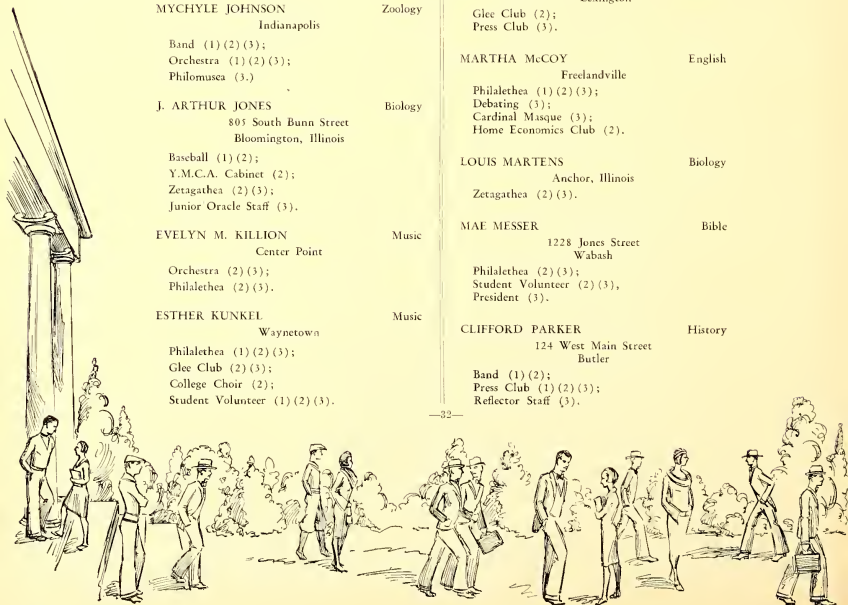 MYCHYLE JOHNSON Zoology
Indianapolis
Band (1) (2) (3);
Orchestra (1) (2) (3);
Philomusea (3.)
J. ARTHUR JONES Biology
805 South Bunn Street
Bloomington, Illinois
Baseball (1) (2);
Y.M.C.A. Cabinet (2);
Zetagathea (2) (3);
Junior Oracle Staff (3).
EVELYN M. KILLION Music
Center Point
Orchestra (2) (3);
Philalethea (2) (3).
ESTHER KUNKEL Music
Waynetown
Philalethea (1) (2) (3);
Glee Club (2) (3);
College Choir (2);
Student Volunteer (1) (2) (3).
Glee Club (2);
Press Club (3).
MARTHA McCOY English
Freelandville
Philalethea (1) (2) (3);
Debating (3);
Cardinal Masque (3);
Home Economics Club (2).
LOUIS MARTENS Biology
Anchor, Illinois
Zetagathea (2) (3).
MAE MESSER Bible
1228 Jones Street
Wabash
Philalethea (2) (3);
Student Volunteer (2) (3),
President (3).
CLIFFORD PARKER History
124 West Main Street
Butler
Band (1) (2);
Press Club (1) (2) (3);
Reflector Staff (3).
—32—